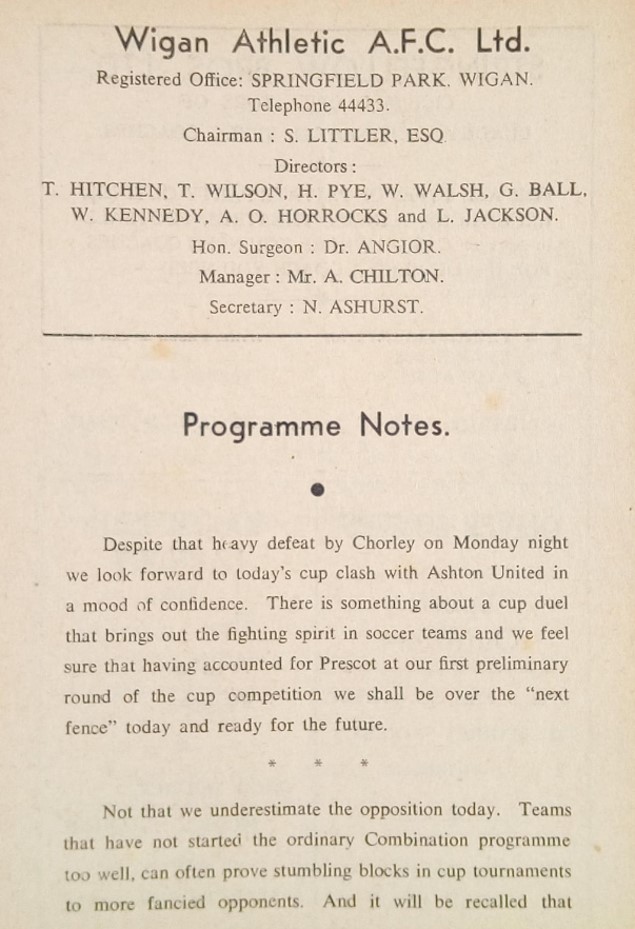 Wigan Athletic A.F.C. Ltd.
Registered Office: SPRINGFIELD PARK. WIGAN.
Telephone 44433.
Chairman : S. LITTLER, ESQ
Directors :
T. HITCHEN, T. WILSON, H. PYE, W. WALSH, G. BALL,
W. KENNEDY, A. O. HORROCKS and L. JACKSON.
Hon. Surgeon : Dr. ANGIOR.
Manager : Mr. A. CHILTON.
Secretary : N. ASHURST.
Programme Notes.
Despite that heavy defeat by Chorley on Monday night
we look forward to today's cup clash with Ashton United in
a mood of confidence. There is something about a cup duel
that brings out the fighting spirit in soccer teams and we feel
sure that having accounted for Prescot at our first preliminary
round of the cup competition we shall be over the “next
fence” today and ready for the future.
* * *
Not that we underestimate the opposition today. Teams
that have not started the ordinary Combination programme
too well, can often prove stumbling blocks in cup tournaments
to more fancied opponents. And it will be recalled that